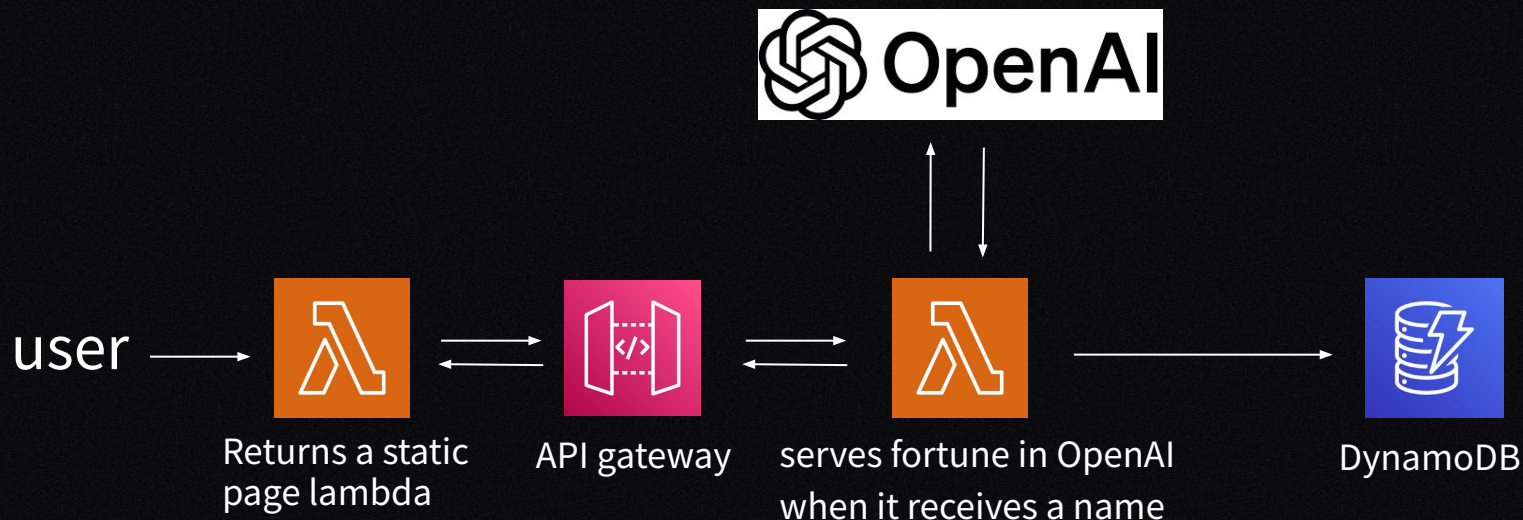 OpenAI
user
</>
Returns a static
page lambda
API gateway
serves fortune in OpenAI
when it receives a name
DynamoDB